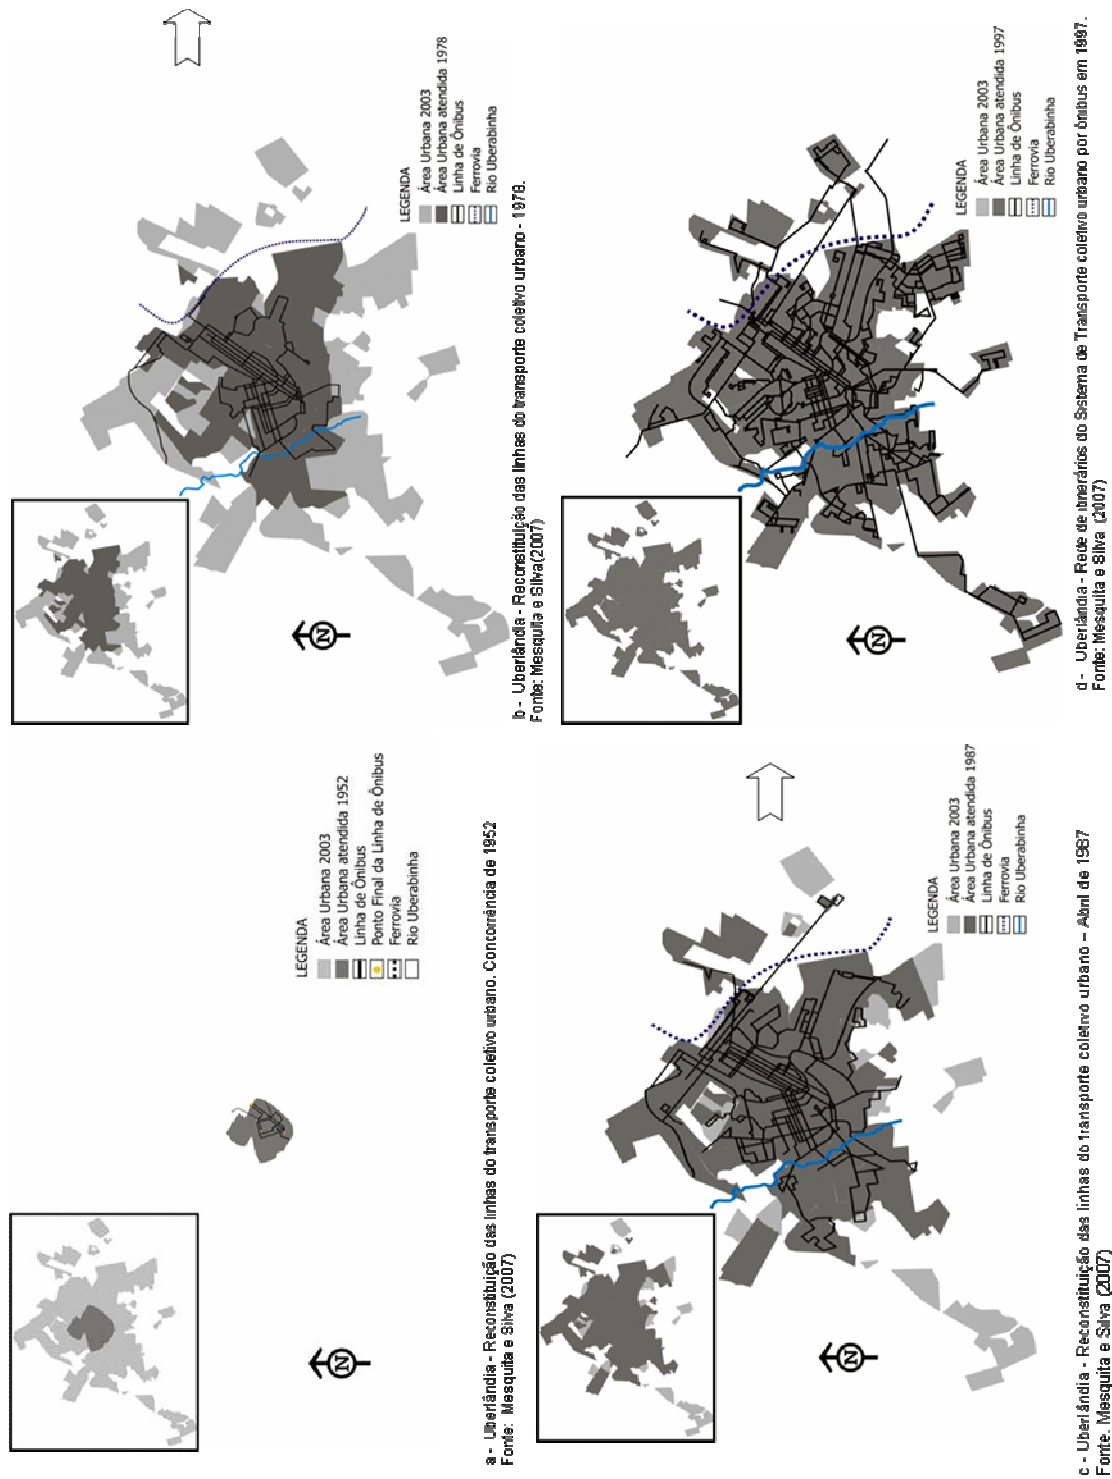 LEGENDA
Área Urbana 2003
Área Urbana atendida 1952
Linha de Ônibus
Ponto Final da Linha de Ônibus
Ferrovia
Rio Uberabinha
N
a - Uberlândia - Reconstituição das linhas do transporte coletivo urbano. Concorrência de 1952
Fonte: Mesquita e Silva (2007)
LEGENDA
Área Urbana 2003
Área Urbana atendida 1978
Linha de Ônibus
Ferrovia
Rio Uberabinha
N
b - Uberlândia - Reconstituição das linhas do transporte coletivo urbano - 1978.
Fonte: Mesquita e Silva(2007)
LEGENDA
Área Urbana 2003
Área Urbana atendida 1987
Linha de Ônibus
Ferrovia
Rio Uberabinha
N
c - Uberlândia - Reconstituição das linhas do transporte coletivo urbano – Abril de 1987
Fonte. Mesquita e Silva (2007)
LEGENDA
Área Urbana 2003
Área Urbana atendida 1997
Linha de Ônibus
Ferrovia
Rio Uberabinha
N
d - Uberlândia - Rede de itinerários do Sistema de Transporte coletivo urbano por ônibus em 1997.
Fonte: Mesquita e Silva (2007)